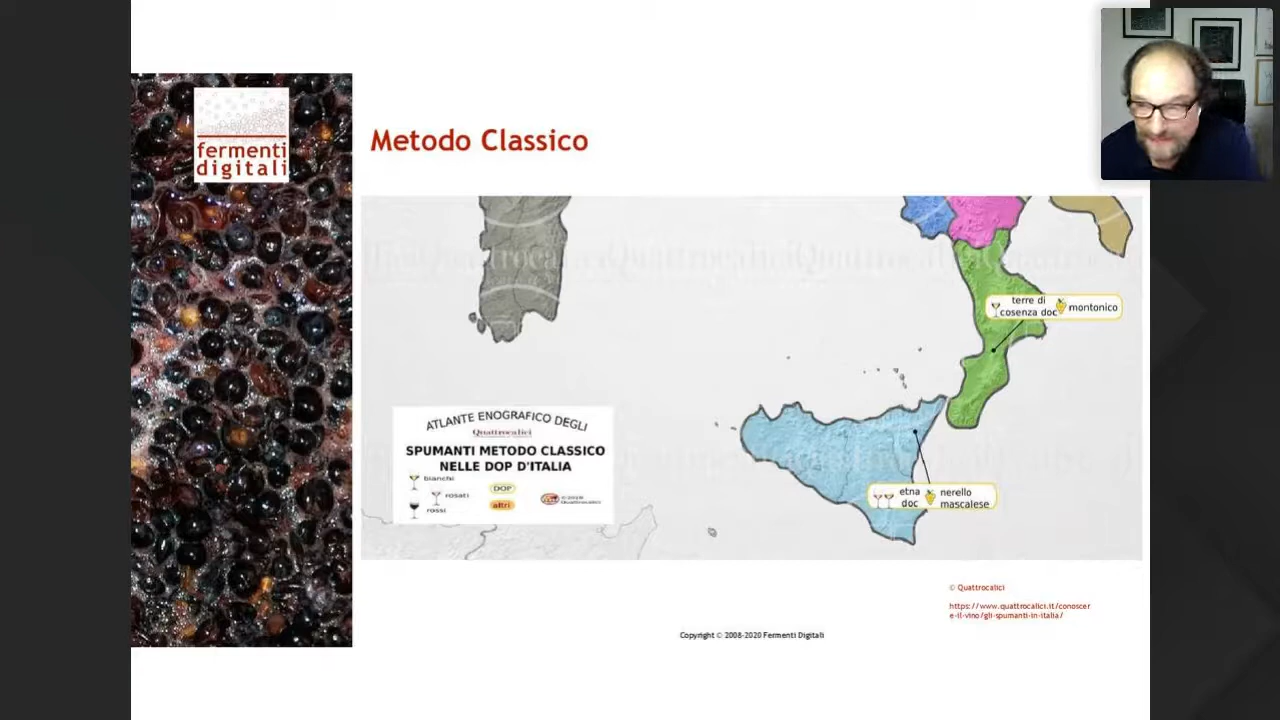 fermenti
digitali
Metodo Classico
terre di
cosenza doc
montonico
ATLANTE ENOGRAFICO DEGLI
Quattrocalici
SPUMANTI METODO CLASSICO
NELLE DOP D'ITALIA
bianchi
rosati
rossi
DOP
altri
etna
doc
nerello
mascalese
© Quattrocalici
https://www.quattrocalici.it/conoscer
e-il-vino/gli-spumanti-in-italia/
Copyright © 2008-2020 Fermenti Digitali